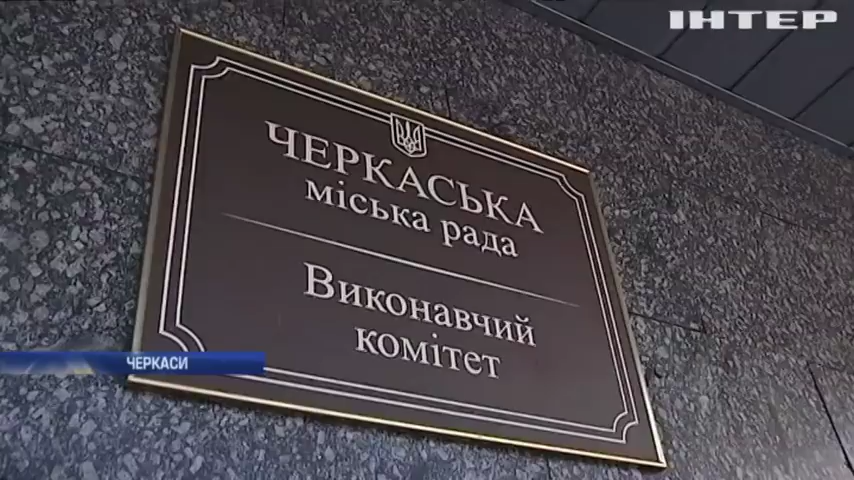 ІНТЕР
ЧЕРКАСЬКА
міська рада
Виконавчий
комітет
ЧЕРКАСИ